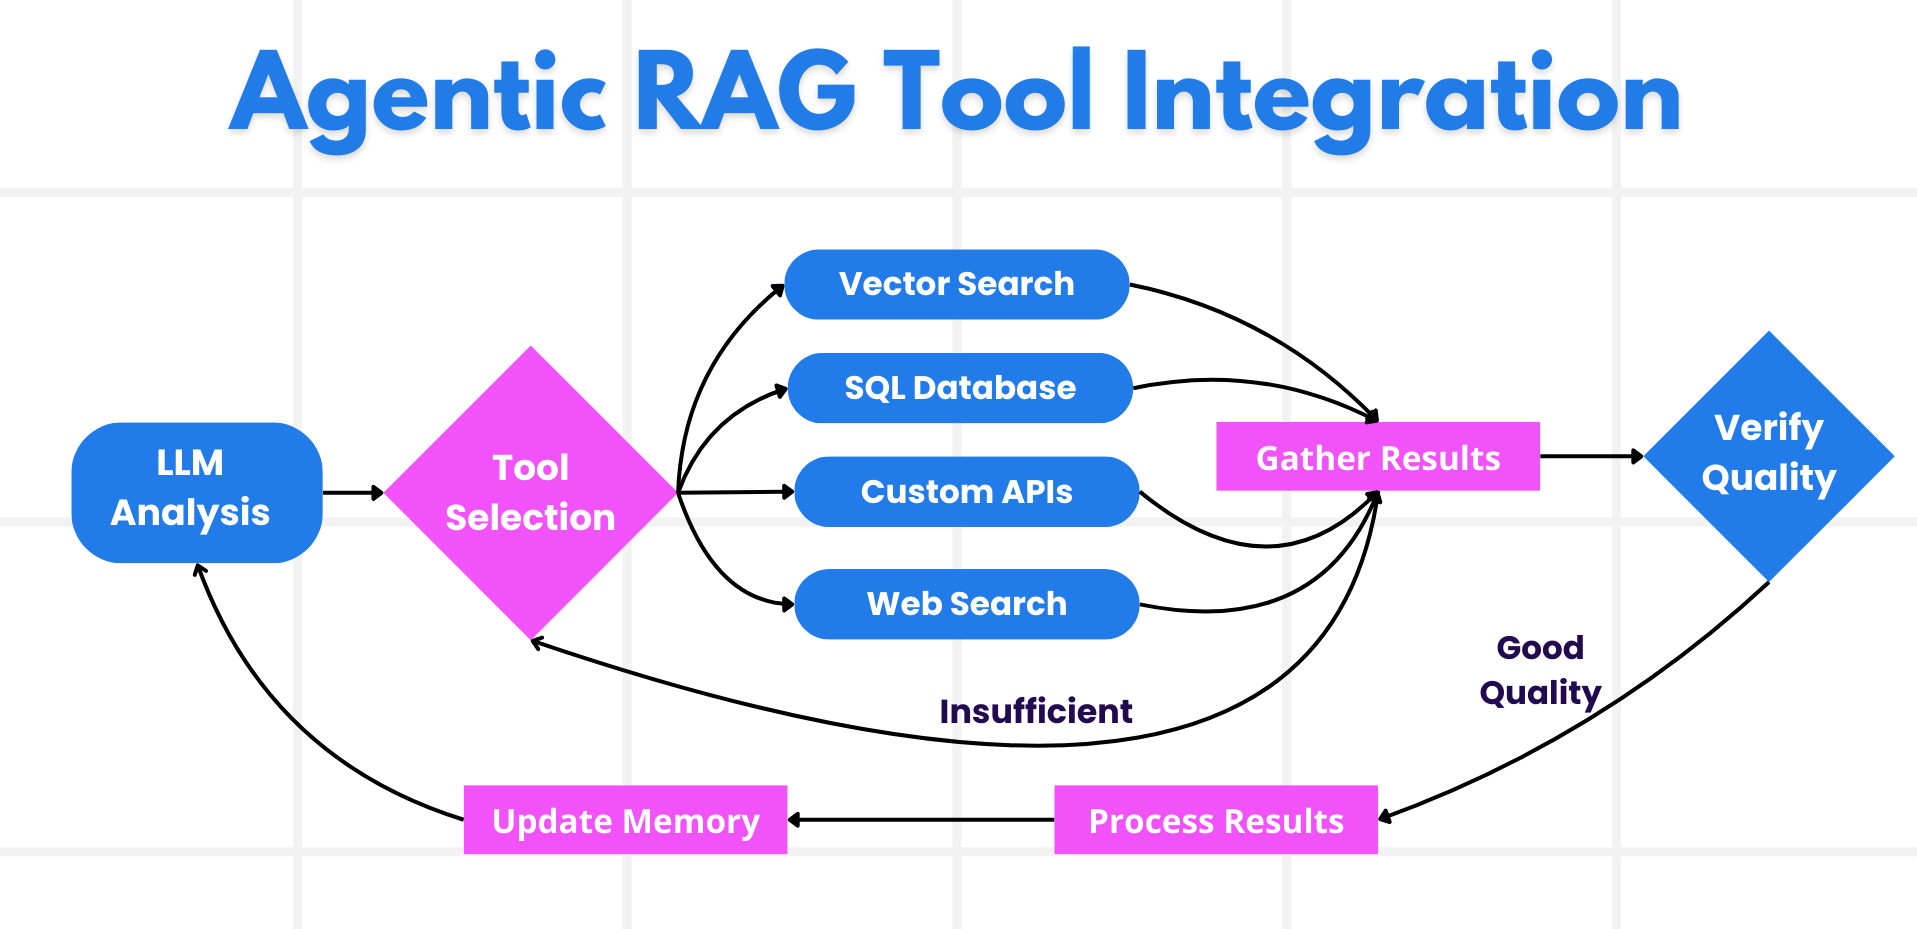 Agentic RAG Tool Integration
LLM
Analysis
Tool
Selection
Vector Search
SQL Database
Custom APIs
Web Search
Gather Results
Verify
Quality
Insufficient
Good
Quality
Update Memory
Process Results